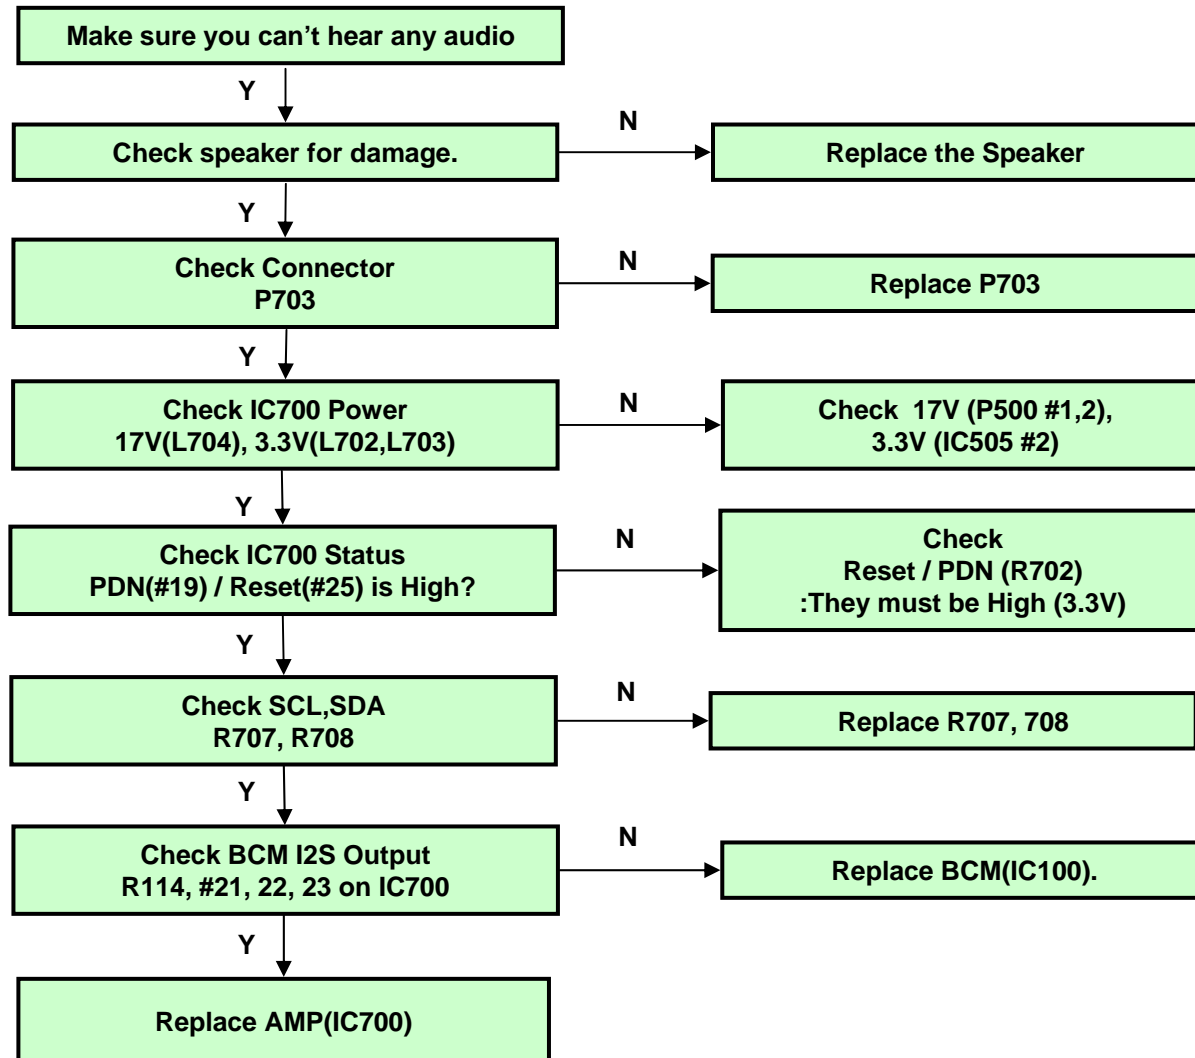 Make sure you can't hear any audio
Y
Check speaker for damage.
N
Replace the Speaker
Y
Check Connector
P703
N
Replace P703
Y
Check IC700 Power
17V(L704), 3.3V(L702,L703)
N
Check  17V (P500 #1,2),
3.3V (IC505 #2)
Y
Check IC700 Status
PDN(#19) / Reset(#25) is High?
N
Check
Reset / PDN (R702)
:They must be High (3.3V)
Y
Check SCL,SDA
R707, R708
N
Replace R707, 708
Y
Check BCM I2S Output
R114, #21, 22, 23 on IC700
N
Replace BCM(IC100).
Y
Replace AMP(IC700)